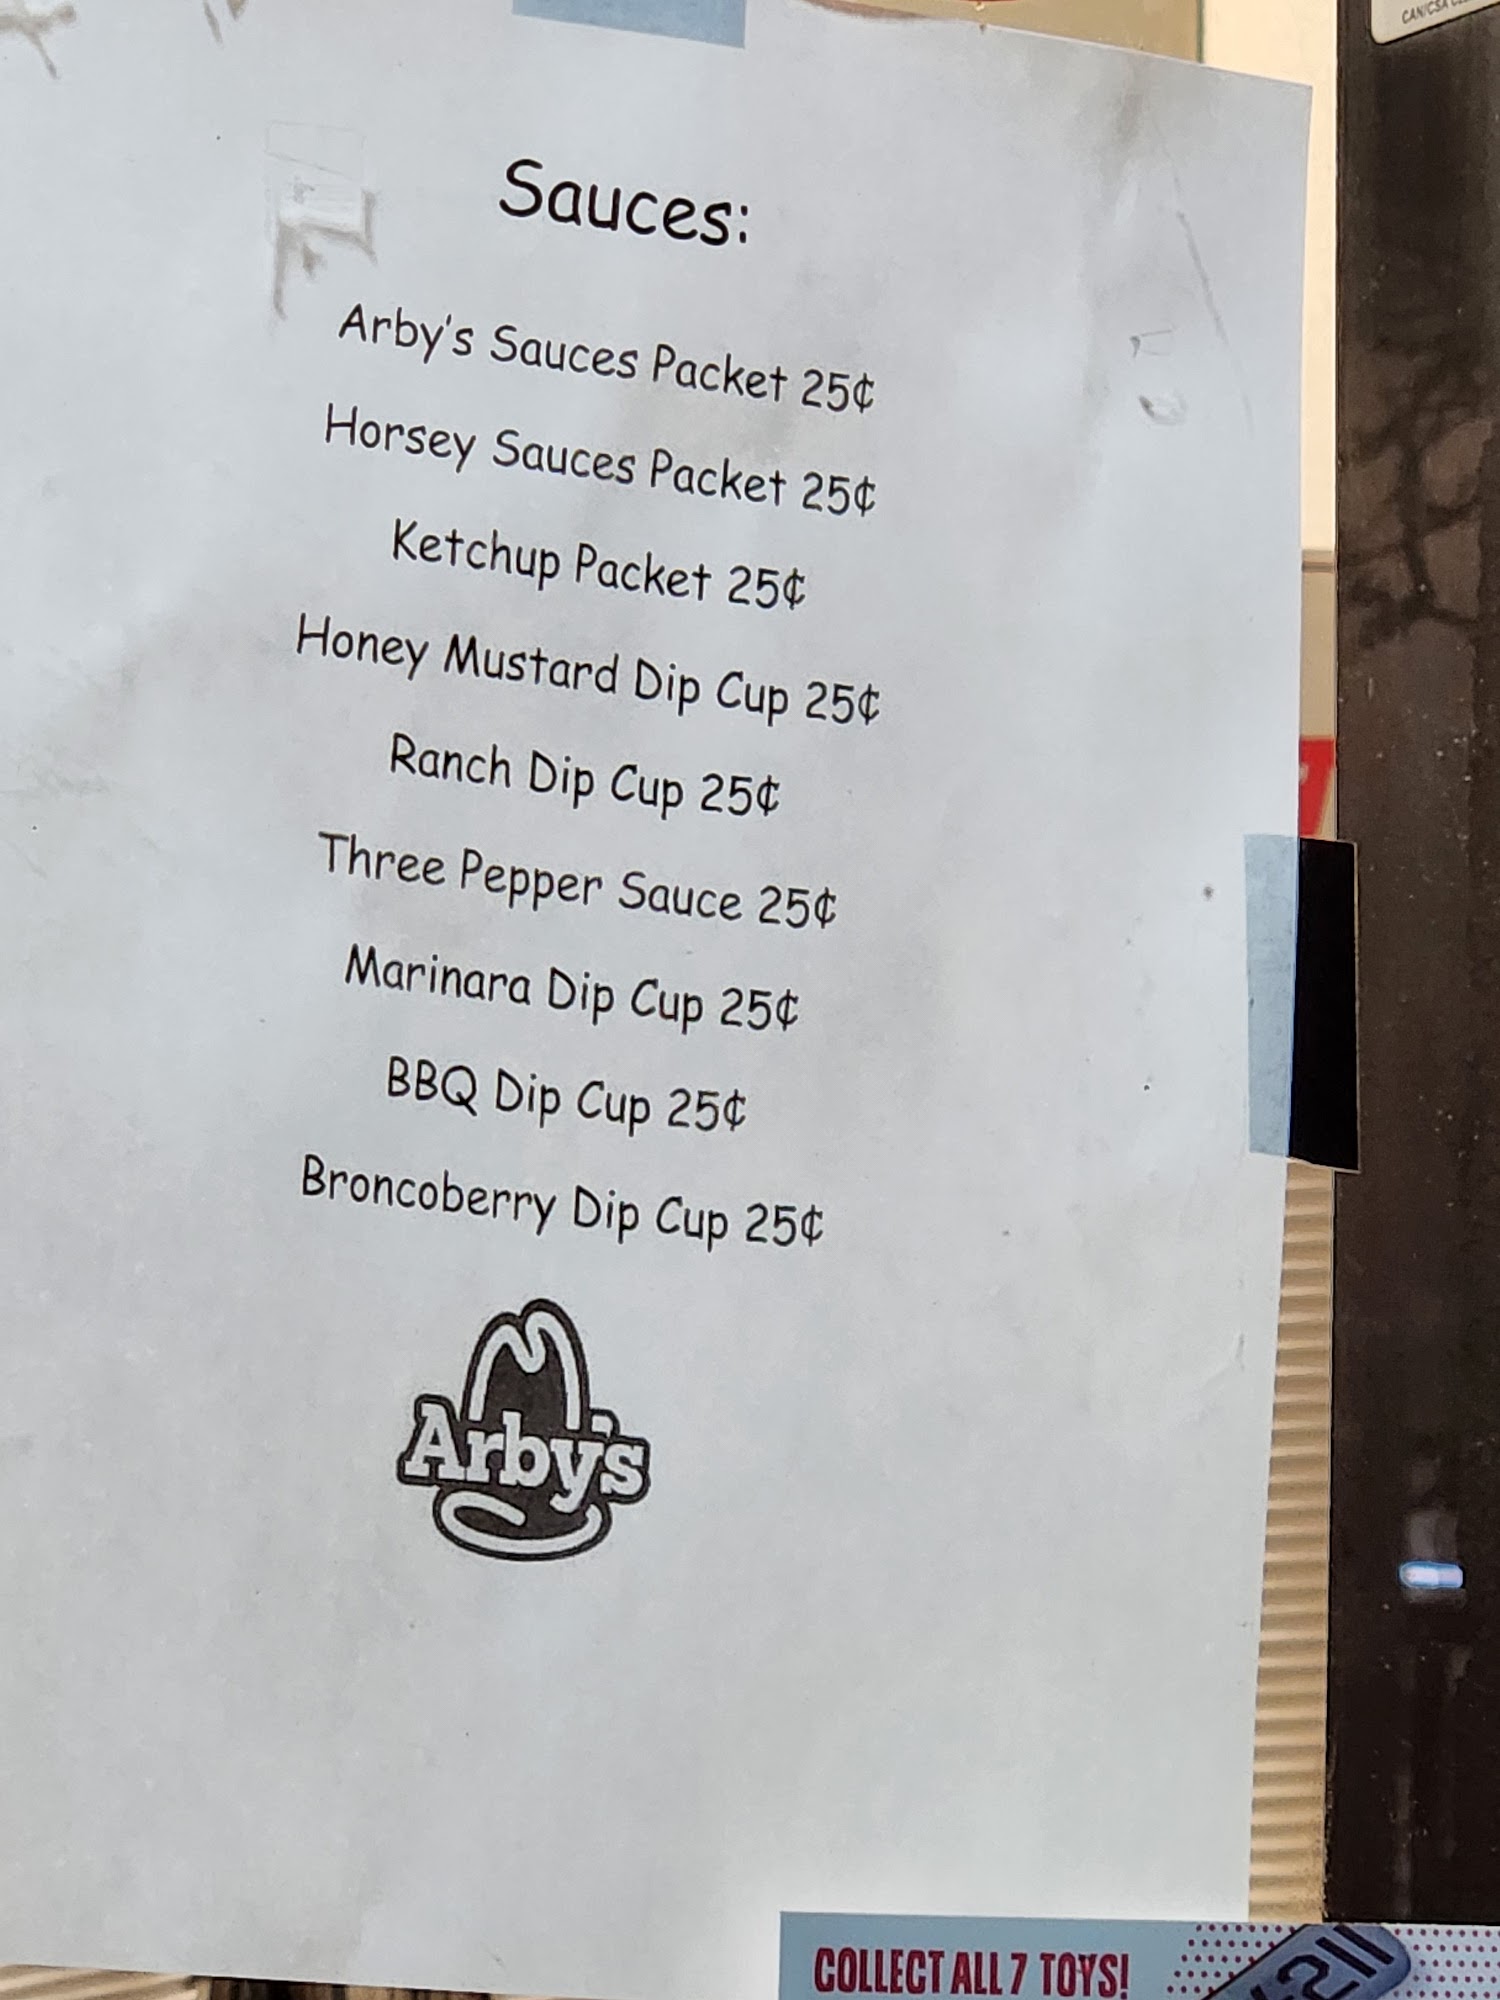 CAN/CSA
Sauces:
Arby's Sauces Packet 25¢
Horsey Sauces Packet 25¢
Ketchup Packet 25¢
Honey Mustard Dip Cup 25¢
Ranch Dip Cup 25¢
Three Pepper Sauce 25¢
Marinara Dip Cup 25¢
BBQ Dip Cup 25¢
Broncoberry Dip Cup 25¢
Arby's
COLLECT ALL 7 TOYS!